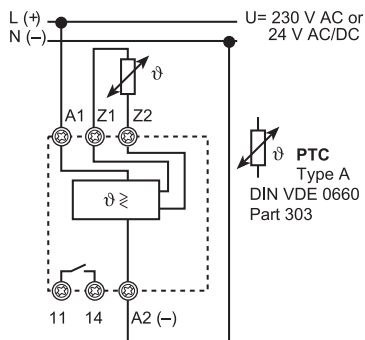 L (+)
N (–)
U= 230 V AC or
24 V AC/DC
ϑ
A1 Z1 Z2
ϑ PTC
Type A
DIN VDE 0660
Part 303
ϑ ≷
11 14 A2 (–)